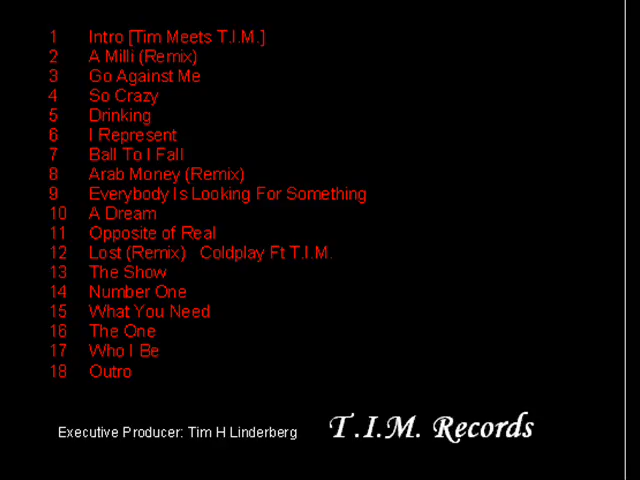 1 Intro [Tim Meets T.I.M.]
2 A Milli (Remix)
3 Go Against Me
4 So Crazy
5 Drinking
6 I Represent
7 Ball To I Fall
8 Arab Money (Remix)
9 Everybody Is Looking For Something
10 A Dream
11 Opposite of Real
12 Lost (Remix) Coldplay Ft T.I.M.
13 The Show
14 Number One
15 What You Need
16 The One
17 Who I Be
18 Outro
Executive Producer: Tim H Linderberg T.I.M. Records